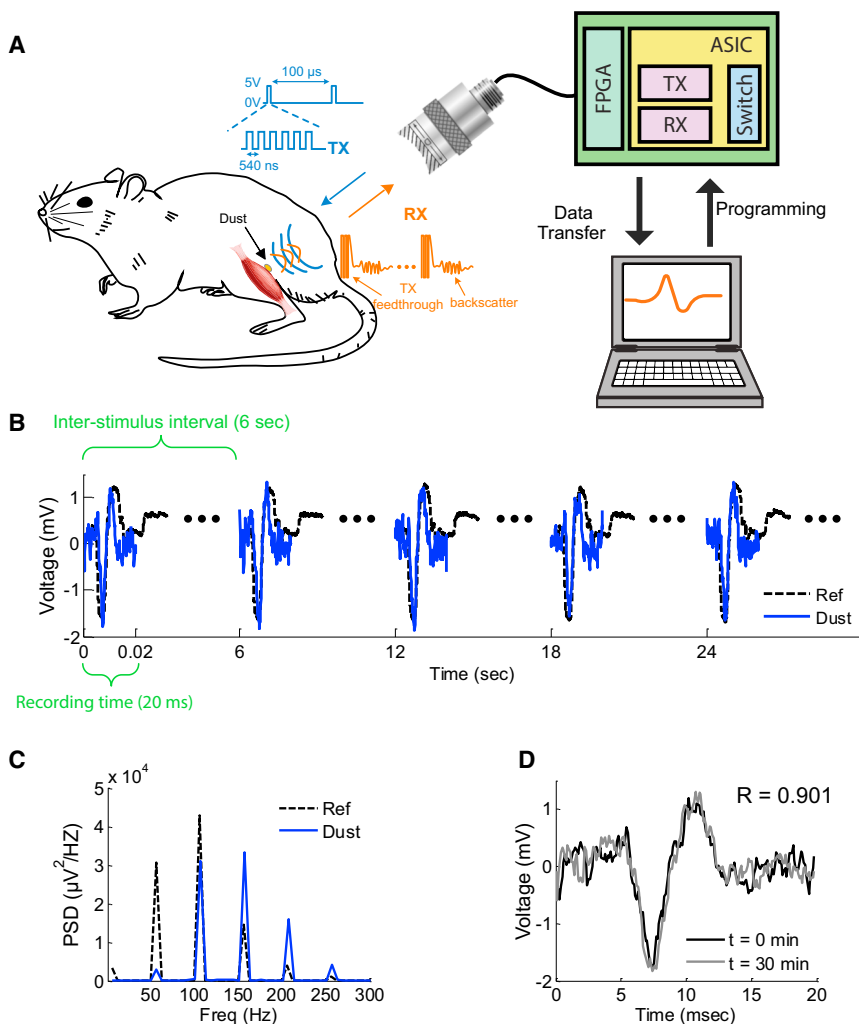 A
5V
0V
100 µs
TX
540 ns
Dust
RX
TX
feedthrough
backscatter
FPGA
ASIC
TX
RX
Switch
Data
Transfer
Programming
B
Inter-stimulus interval (6 sec)
Voltage (mV)
1
0
-1
-2
Ref
Dust
0
0.02
6
12
18
24
Time (sec)
Recording time (20 ms)
C
x 10^4
5
4
3
2
1
0
PSD (µV^2/HZ)
Ref
Dust
50
100
150
200
250
300
Freq (Hz)
D
R = 0.901
Voltage (mV)
1
0
-1
-2
t = 0 min
t = 30 min
0
5
10
15
20
Time (msec)